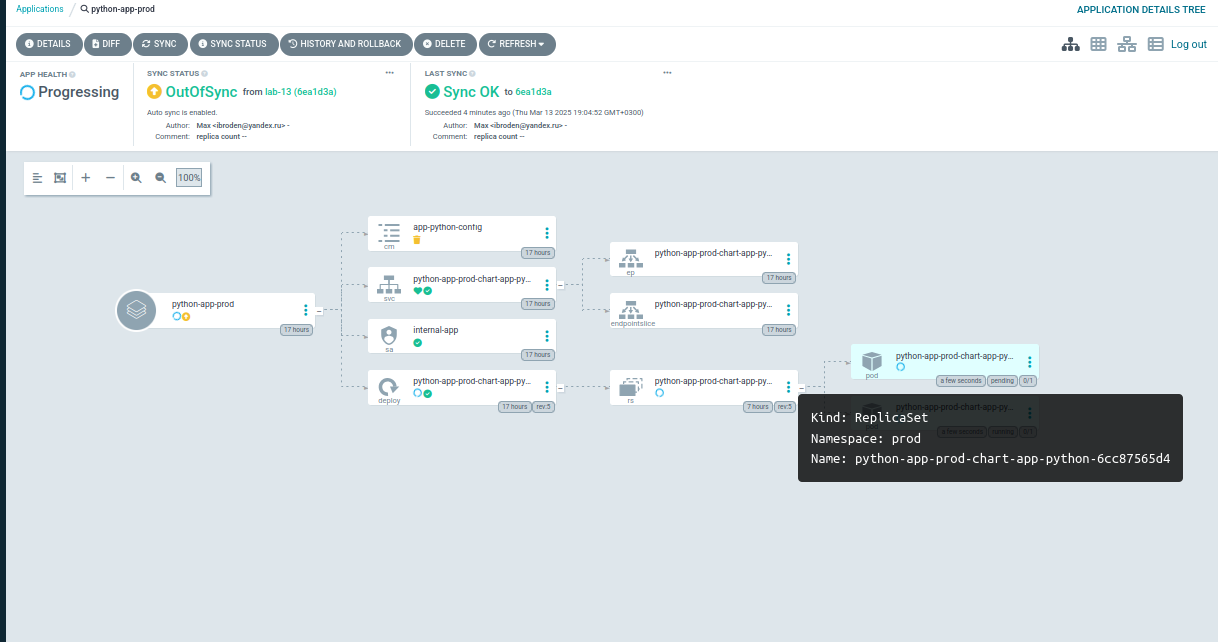 Applications / python-app-prod
APPLICATION DETAILS TREE
DETAILS DIFF SYNC SYNC STATUS HISTORY AND ROLLBACK DELETE REFRESH
Log out
APP HEALTH
Progressing
SYNC STATUS
OutOfSync from lab-13 (6ea1d3a)
Auto sync is enabled.
Author: Max <ibroden@yandex.ru> -
Comment: replica count --
LAST SYNC
Sync OK to 6ea1d3a
Succeeded 4 minutes ago (Thu Mar 13 2025 19:04:52 GMT+0300)
Author: Max <ibroden@yandex.ru> -
Comment: replica count --
100%
python-app-prod
17 hours
app-python-config
cm
17 hours
python-app-prod-chart-app-py...
svc
17 hours
internal-app
sa
17 hours
python-app-prod-chart-app-py...
deploy
17 hours rev:5
python-app-prod-chart-app-py...
ep
17 hours
python-app-prod-chart-app-py...
endpointslice
17 hours
python-app-prod-chart-app-py...
rs
7 hours rev:5
python-app-prod-chart-app-py...
pod
a few seconds pending 0/1
python-app-prod-chart-app-py...
Kind: ReplicaSet
Namespace: prod
Name: python-app-prod-chart-app-python-6cc87565d4